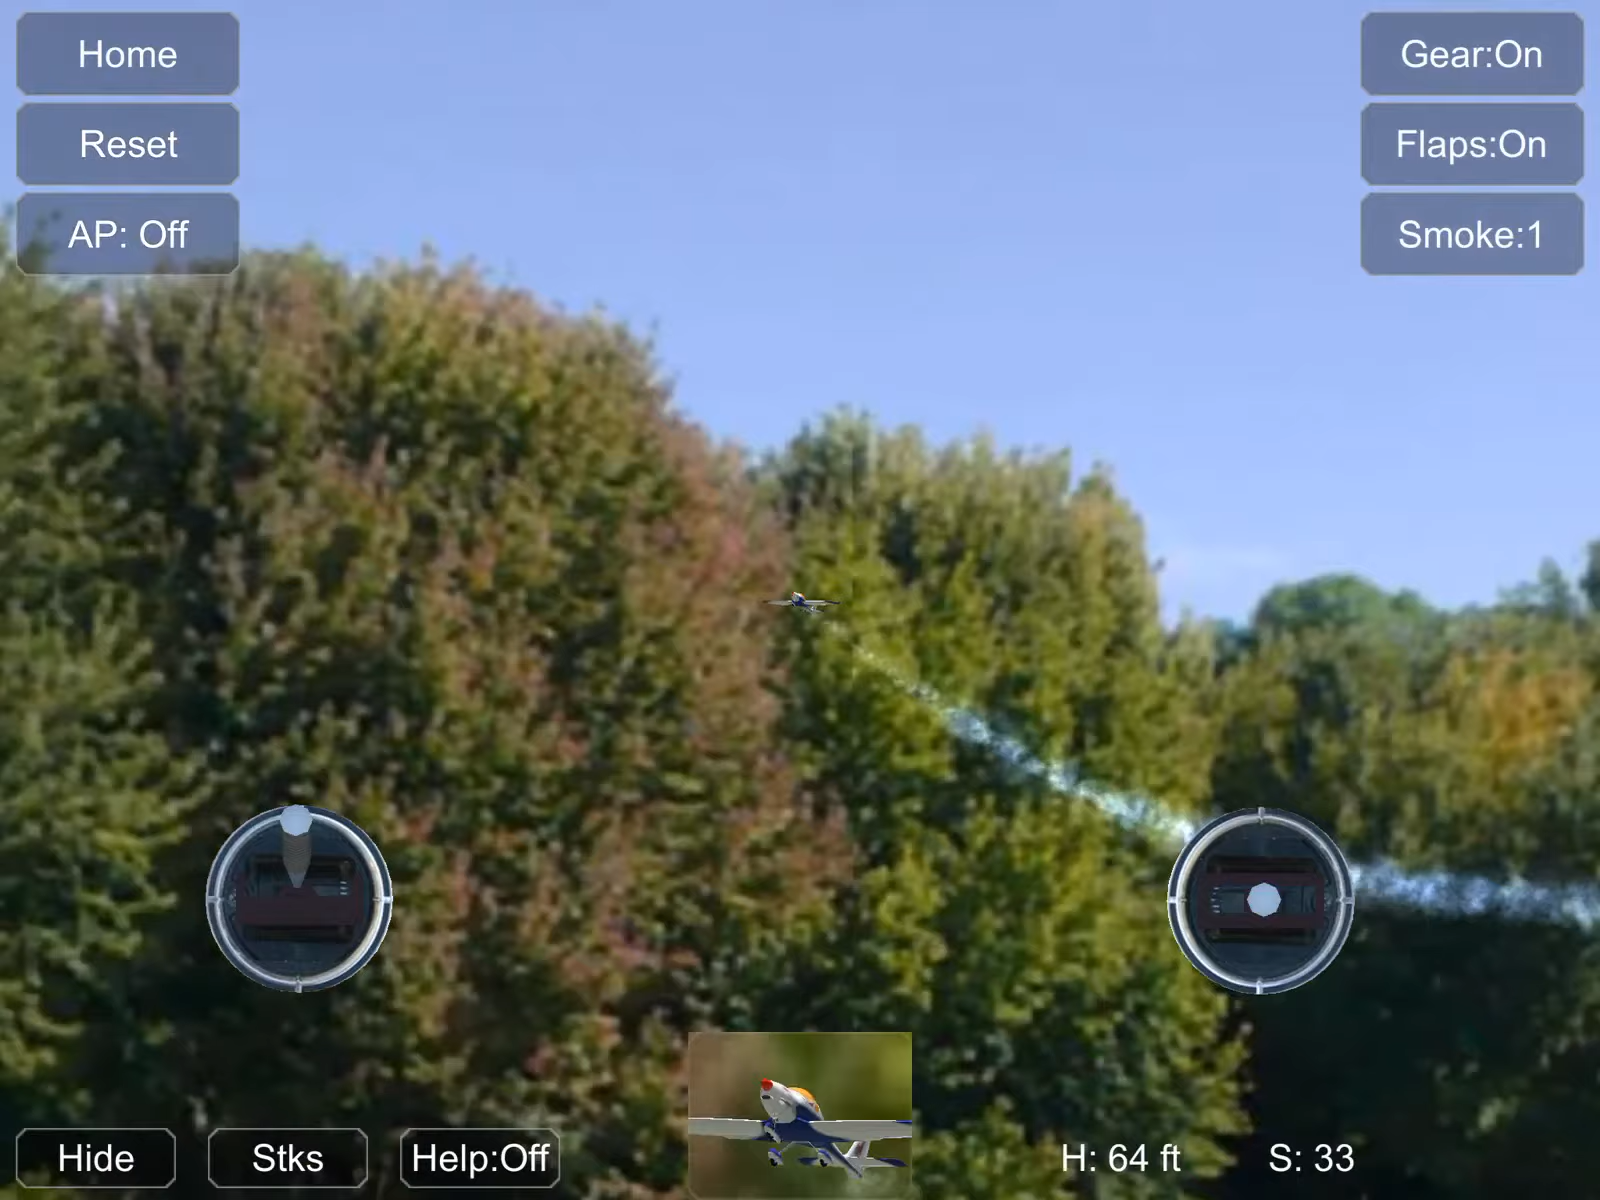 Home
Gear:On
Reset
Flaps:On
AP: Off
Smoke:1
Hide
Stks
Help:Off
H: 64 ft
S: 33